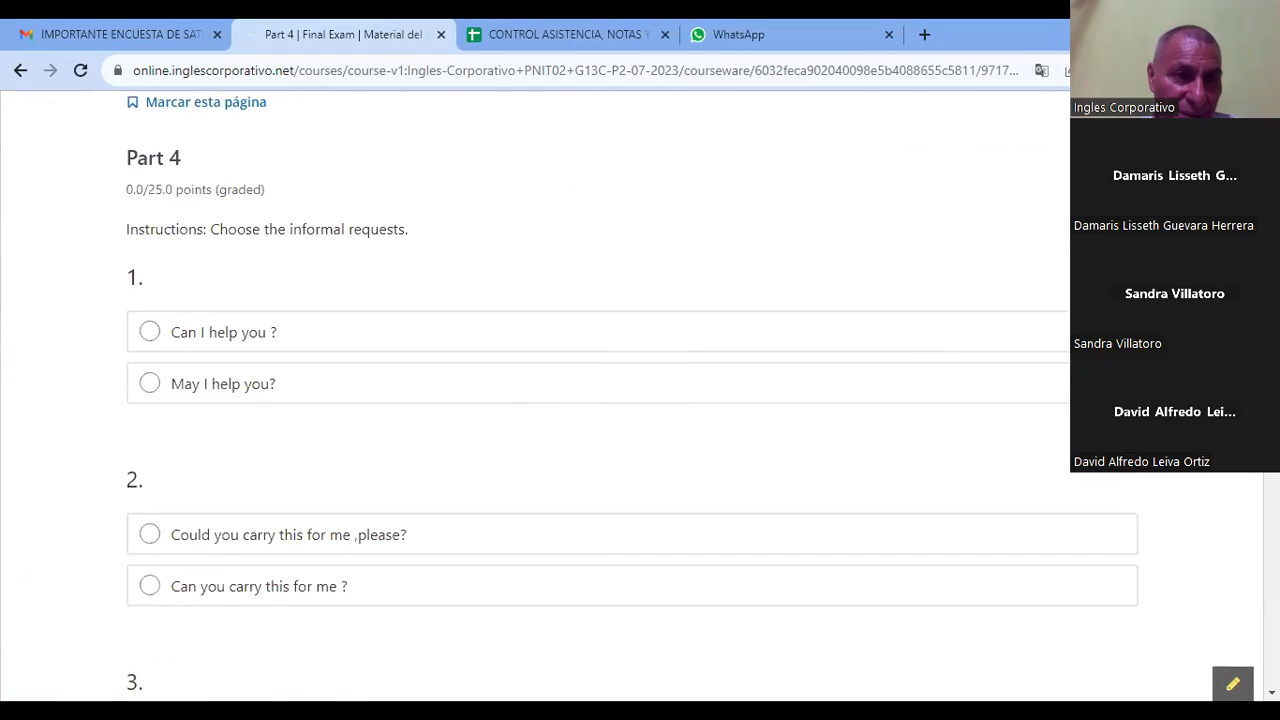 IMPORTANTE ENCUESTA DE SAT
Part 4 | Final Exam | Material del
CONTROL ASISTENCIA, NOTAS Y
WhatsApp
online.inglescorporativo.net/courses/course-v1:Ingles-Corporativo+PNIT02+G13C-P2-07-2023/courseware/6032feca902040098e5b4088655c5811/9717...
Marcar esta página
Part 4
0.0/25.0 points (graded)
Instructions: Choose the informal requests.
1.
Can I help you ?
May I help you?
2.
Could you carry this for me ,please?
Can you carry this for me ?
3.
Ingles Corporativo
Damaris Lisseth G...
Damaris Lisseth Guevara Herrera
Sandra Villatoro
Sandra Villatoro
David Alfredo Lei...
David Alfredo Leiva Ortiz